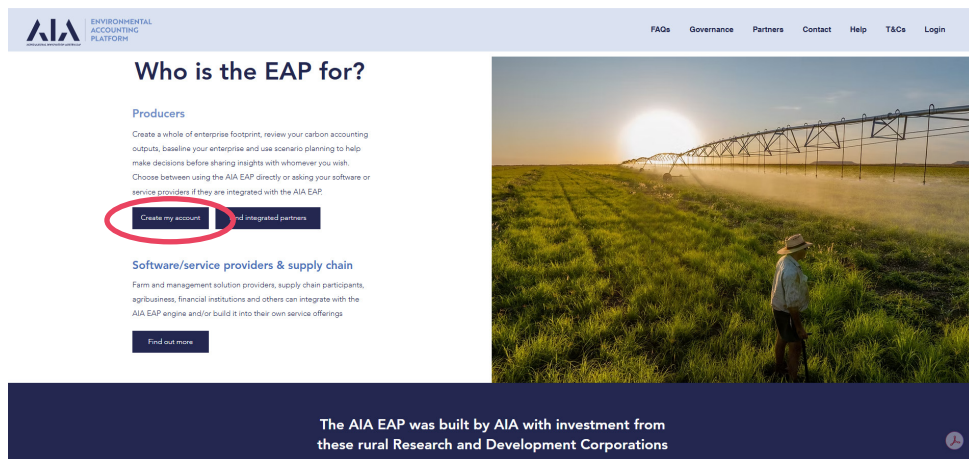 AIA
ENVIRONMENTAL
ACCOUNTING
PLATFORM
FAQs Governance Partners Contact Help T&Cs Login
Who is the EAP for?
Producers
Create a whole of enterprise footprint, review your carbon accounting
outputs, baseline your enterprise and use scenario planning to help
make decisions before sharing insights with whomever you wish.
Choose between using the AIA EAP directly or asking your software or
service providers if they are integrated with the AIA EAP.
Create my account
nd integrated partners
Software/service providers & supply chain
Farm and management solution providers, supply chain participants,
agribusiness, financial institutions and others can integrate with the
AIA EAP engine and/or build it into their own service offerings
Find out more
The AIA EAP was built by AIA with investment from
these rural Research and Development Corporations